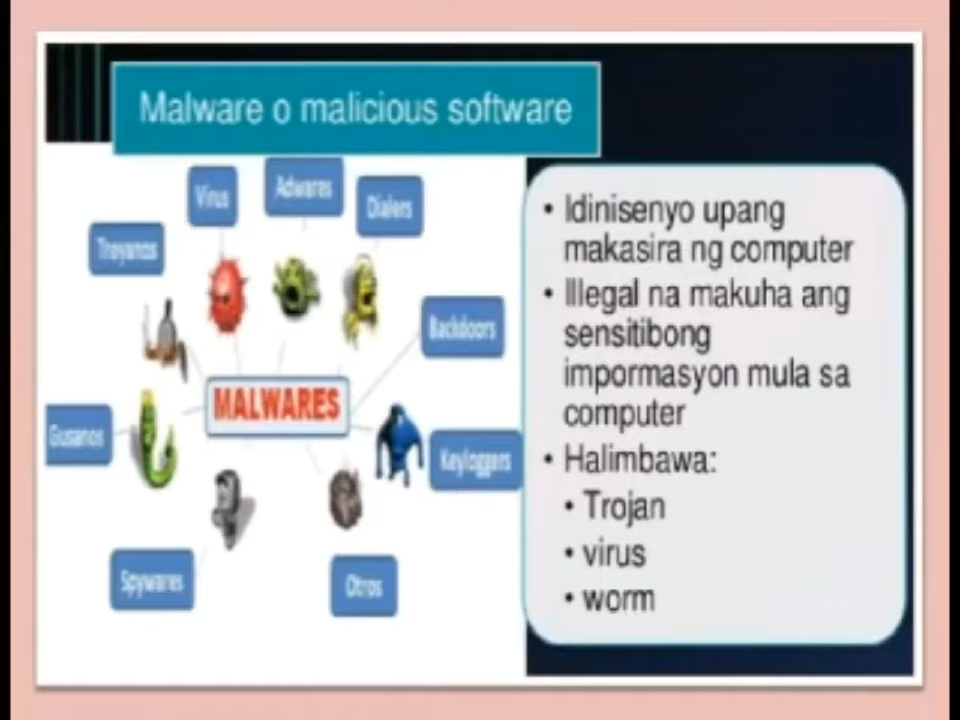 Malware o malicious software
Virus
Adwares
Dialers
Troyanos
Backdoors
MALWARES
Gusanos
Keyloggers
Spywares
Otros
• Idinisenyo upang
makasira ng computer
• Illegal na makuha ang
sensitibong
impormasyon mula sa
computer
• Halimbawa:
• Trojan
• virus
• worm